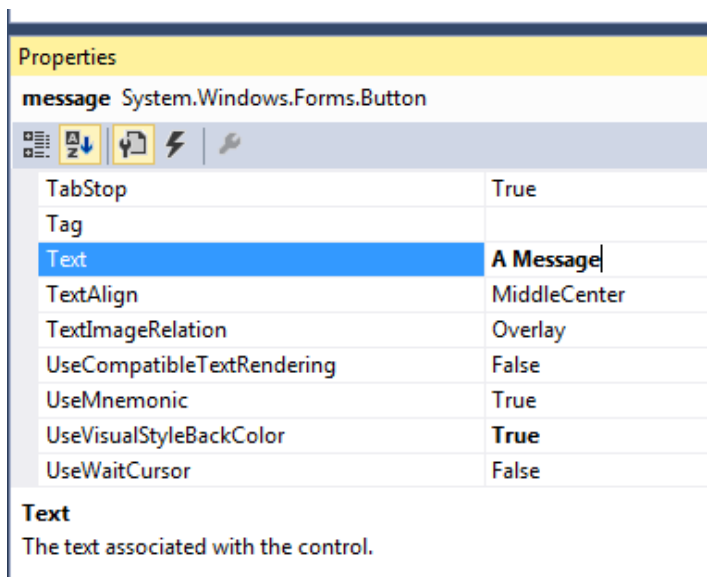 Properties
message System.Windows.Forms.Button
TabStop True
Tag
Text A Message
TextAlign MiddleCenter
TextImageRelation Overlay
UseCompatibleTextRendering False
UseMnemonic True
UseVisualStyleBackColor True
UseWaitCursor False
Text
The text associated with the control.